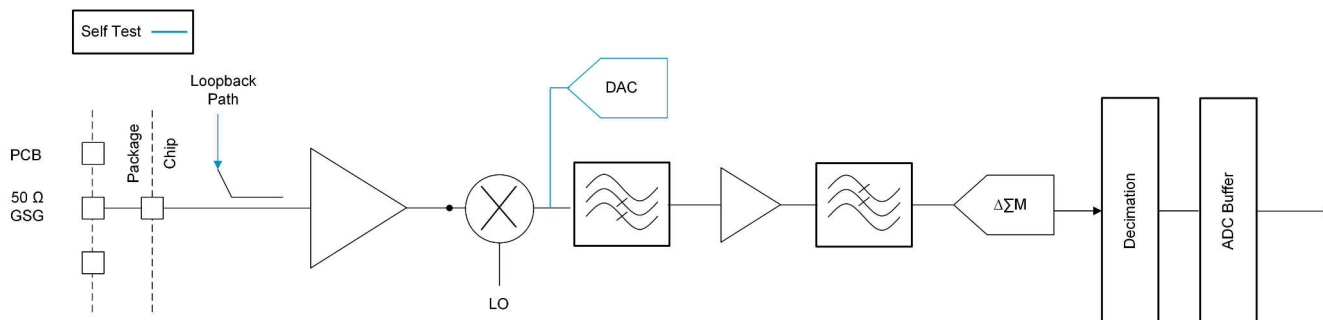 Self Test
Loopback
Path
DAC
PCB
Package
Chip
50 Ω
GSG
LO
ΔΣM
Decimation
ADC Buffer